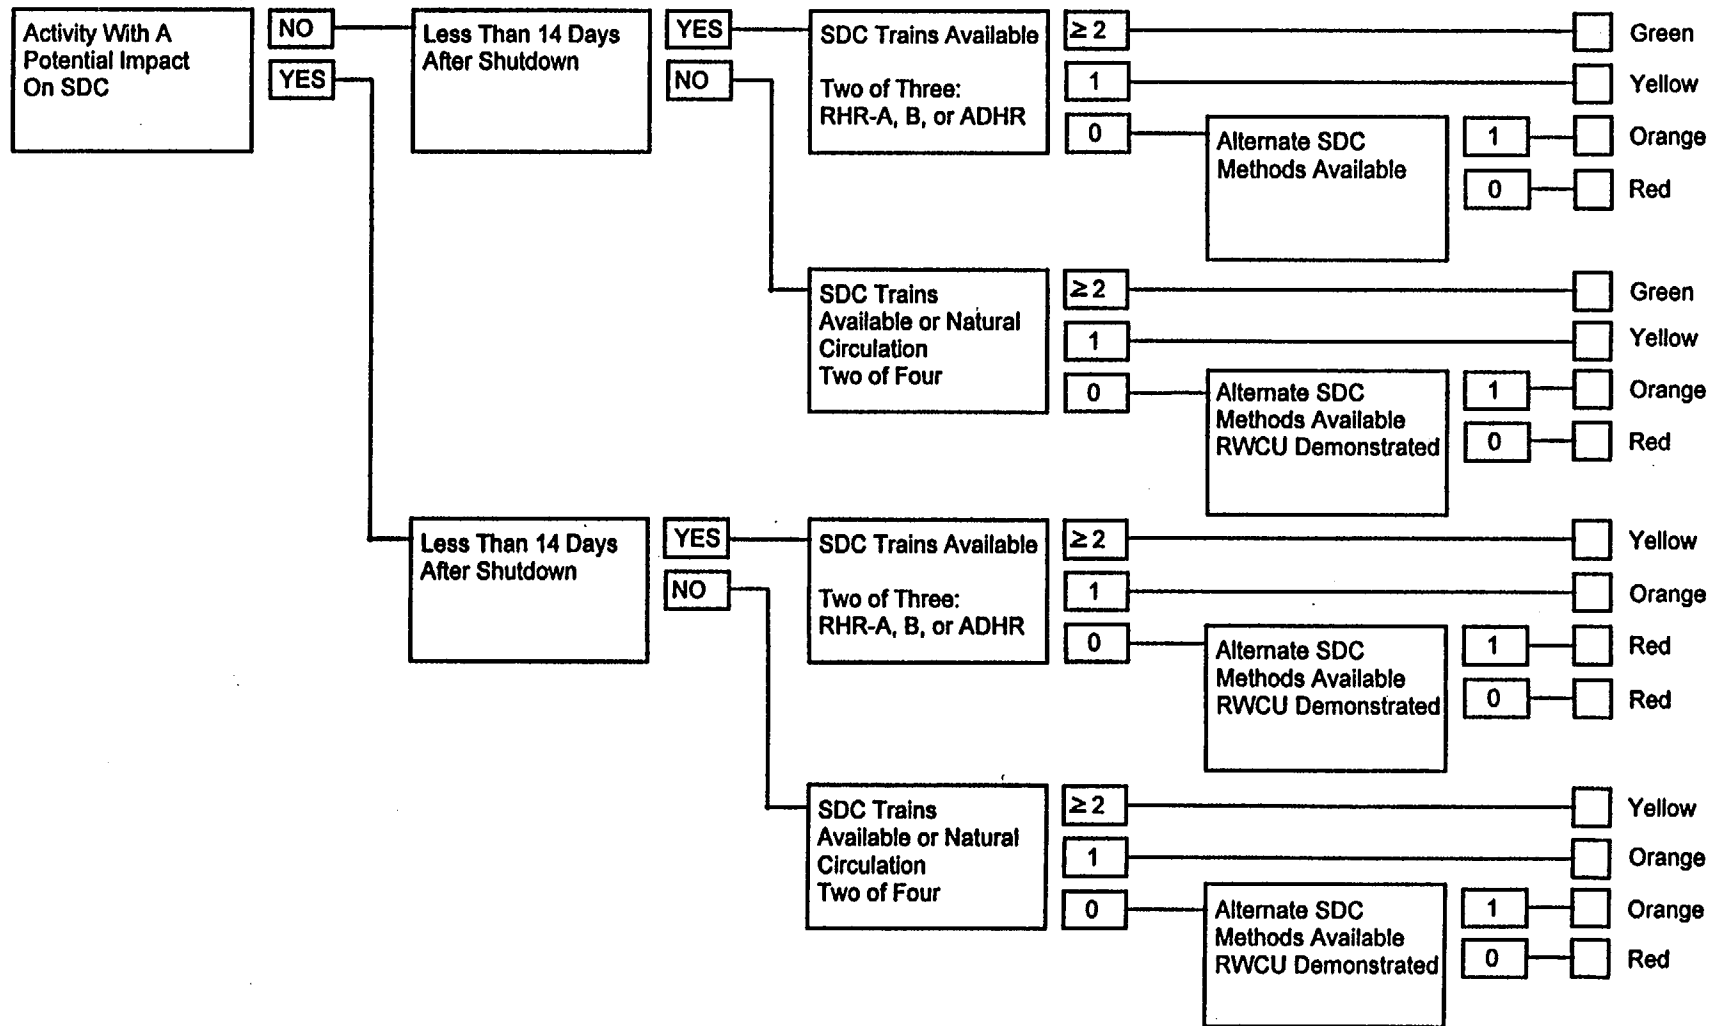 Activity With A
Potential Impact
On SDC
NO
YES
Less Than 14 Days
After Shutdown
YES
NO
SDC Trains Available
Two of Three:
RHR-A, B, or ADHR
≥ 2
1
0
Green
Yellow
Alternate SDC
Methods Available
1
0
Orange
Red
SDC Trains
Available or Natural
Circulation
Two of Four
≥ 2
1
0
Green
Yellow
Alternate SDC
Methods Available
RWCU Demonstrated
1
0
Orange
Red
Less Than 14 Days
After Shutdown
YES
NO
SDC Trains Available
Two of Three:
RHR-A, B, or ADHR
≥ 2
1
0
Yellow
Orange
Alternate SDC
Methods Available
RWCU Demonstrated
1
0
Red
Red
SDC Trains
Available or Natural
Circulation
Two of Four
≥ 2
1
0
Yellow
Orange
Alternate SDC
Methods Available
RWCU Demonstrated
1
0
Orange
Red